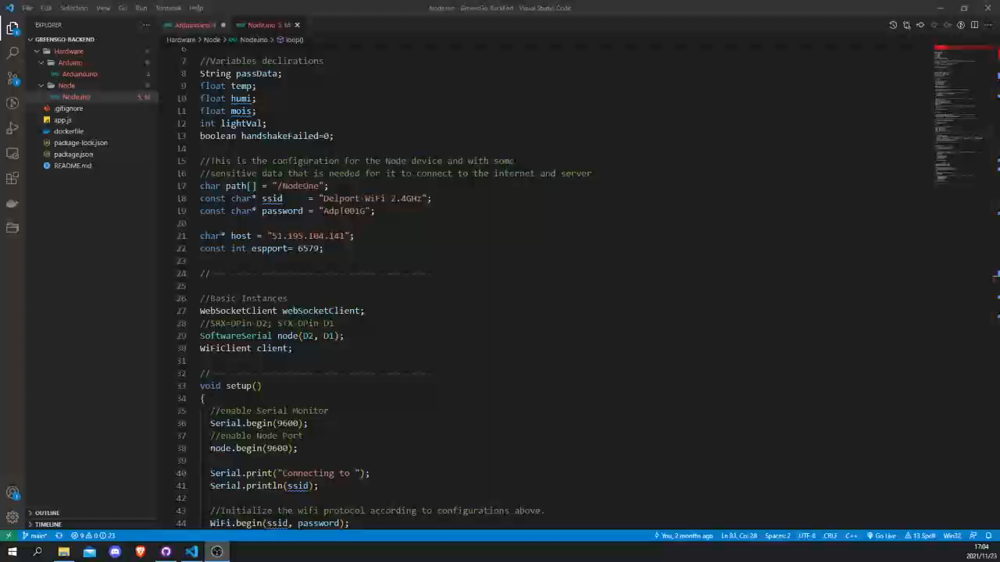 File Edit Selection View Go Run Terminal Help
Node.ino - GreensGo-BackEnd - Visual Studio Code
EXPLORER
Arduino.ino 4
Node.ino 5, M
GREENSGO-BACKEND
Hardware > Node > Node.ino > loop()
Hardware
Arduino
Arduino.ino
Node
Node.ino 5, M
.gitignore
app.js
dockerfile
package-lock.json
package.json
README.md
6
7 //Variables declirations
8 String passData;
9 float temp;
10 float humi;
11 float mois;
12 int lightVal;
13 boolean handshakeFailed=0;
14
15 //This is the configuration for the Node device and with some
16 //sensitive data that is needed for it to connect to the internet and server
17 char path[] = "/NodeOne";
18 const char* ssid = "Delport WiFi 2.4GHz";
19 const char* password =
20
21 char* host = "51.195.104.141";
22 const int espport= 6579;
23
24 //
25
26 //Basic Instances
27 WebSocketClient webSocketClient;
28 //SRX=DPin-D2; STX-DPin-D1
29 SoftwareSerial node(D2, D1);
30 WiFiClient client;
31
32 //
33 void setup()
34 {
35 //enable Serial Monitor
36 Serial.begin(9600);
37 //enable Node Port
38 node.begin(9600);
39
40 Serial.print("Connecting to ");
41 Serial.println(ssid);
42
43 //Initialize the wifi protocol according to configurations above.
44 WiFi.begin(ssid, password);
OUTLINE
TIMELINE
main* 9 0 23
You, 2 months ago Ln 83, Col 28 Spaces: 2 UTF-8 CRLF C++ Go Live 13 Spell Win32
17:04
2021/11/23